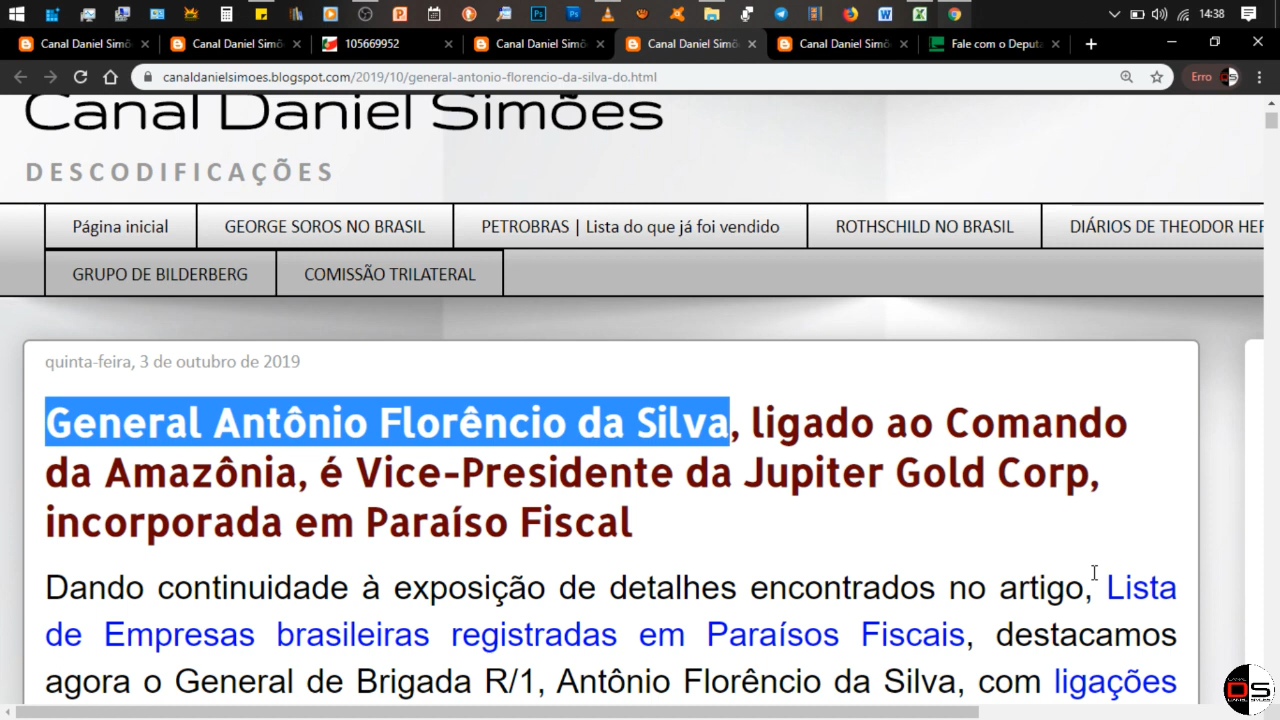 14:38
Canal Daniel Simõ
Canal Daniel Simõ
105669952
Canal Daniel Simõ
Canal Daniel Simõ
Canal Daniel Simõ
Fale com o Deputa
canaldanielsimoes.blogspot.com/2019/10/general-antonio-florencio-da-silva-do.html
Erro
Canal Daniel Simões
DESCODIFICAÇÕES
Página inicial
GEORGE SOROS NO BRASIL
PETROBRAS | Lista do que já foi vendido
ROTHSCHILD NO BRASIL
DIÁRIOS DE THEODOR HER
GRUPO DE BILDERBERG
COMISSÃO TRILATERAL
quinta-feira, 3 de outubro de 2019
General Antônio Florêncio da Silva, ligado ao Comando
da Amazônia, é Vice-Presidente da Jupiter Gold Corp,
incorporada em Paraíso Fiscal
Dando continuidade à exposição de detalhes encontrados no artigo, Lista
de Empresas brasileiras registradas em Paraísos Fiscais, destacamos
agora o General de Brigada R/1, Antônio Florêncio da Silva, com ligações
CANAL
DS
DANIEL SIMÕES